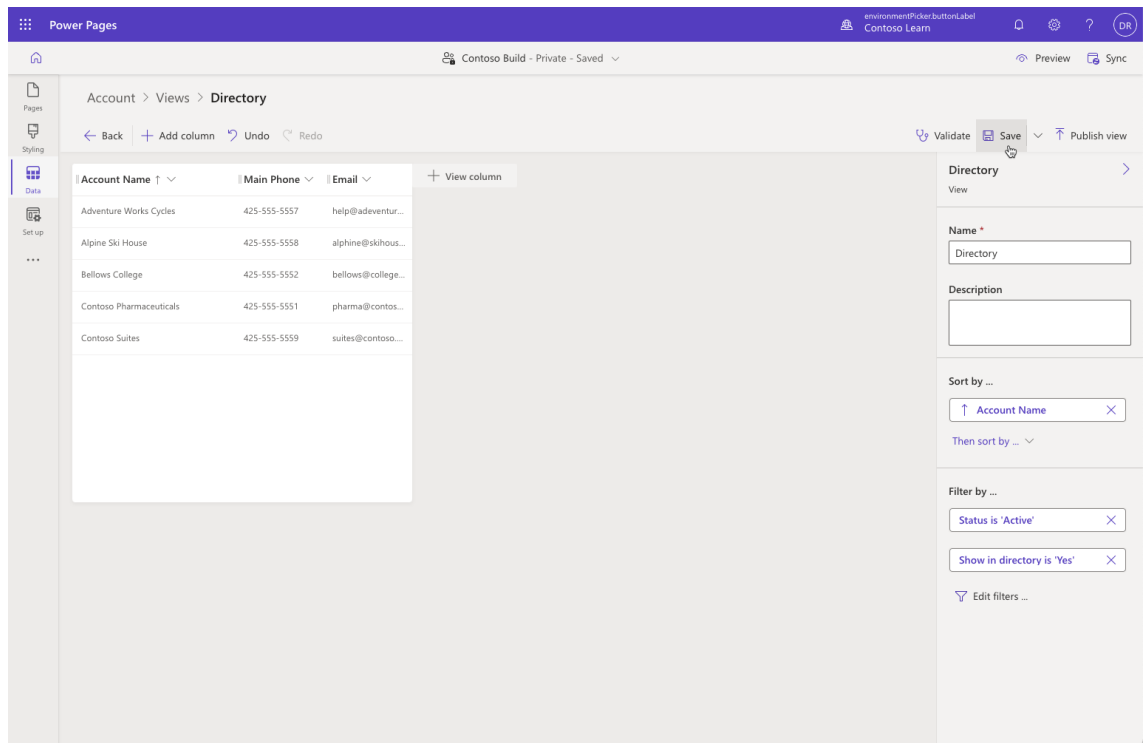 Power Pages
environmentPicker.buttonLabel
Contoso Learn
DR
Contoso Build - Private - Saved
Preview
Sync
Pages
Styling
Data
Set up
Account > Views > Directory
Back
Add column
Undo
Redo
Validate
Save
Publish view
Account Name ↑
Main Phone
Email
View column
Adventure Works Cycles 425-555-5557 help@adeventur...
Alpine Ski House 425-555-5558 alphine@skihous...
Bellows College 425-555-5552 bellows@college...
Contoso Pharmaceuticals 425-555-5551 pharma@contos...
Contoso Suites 425-555-5559 suites@contoso....
Directory
View
Name *
Directory
Description
Sort by ...
↑ Account Name
Then sort by ...
Filter by ...
Status is 'Active'
Show in directory is 'Yes'
Edit filters ...